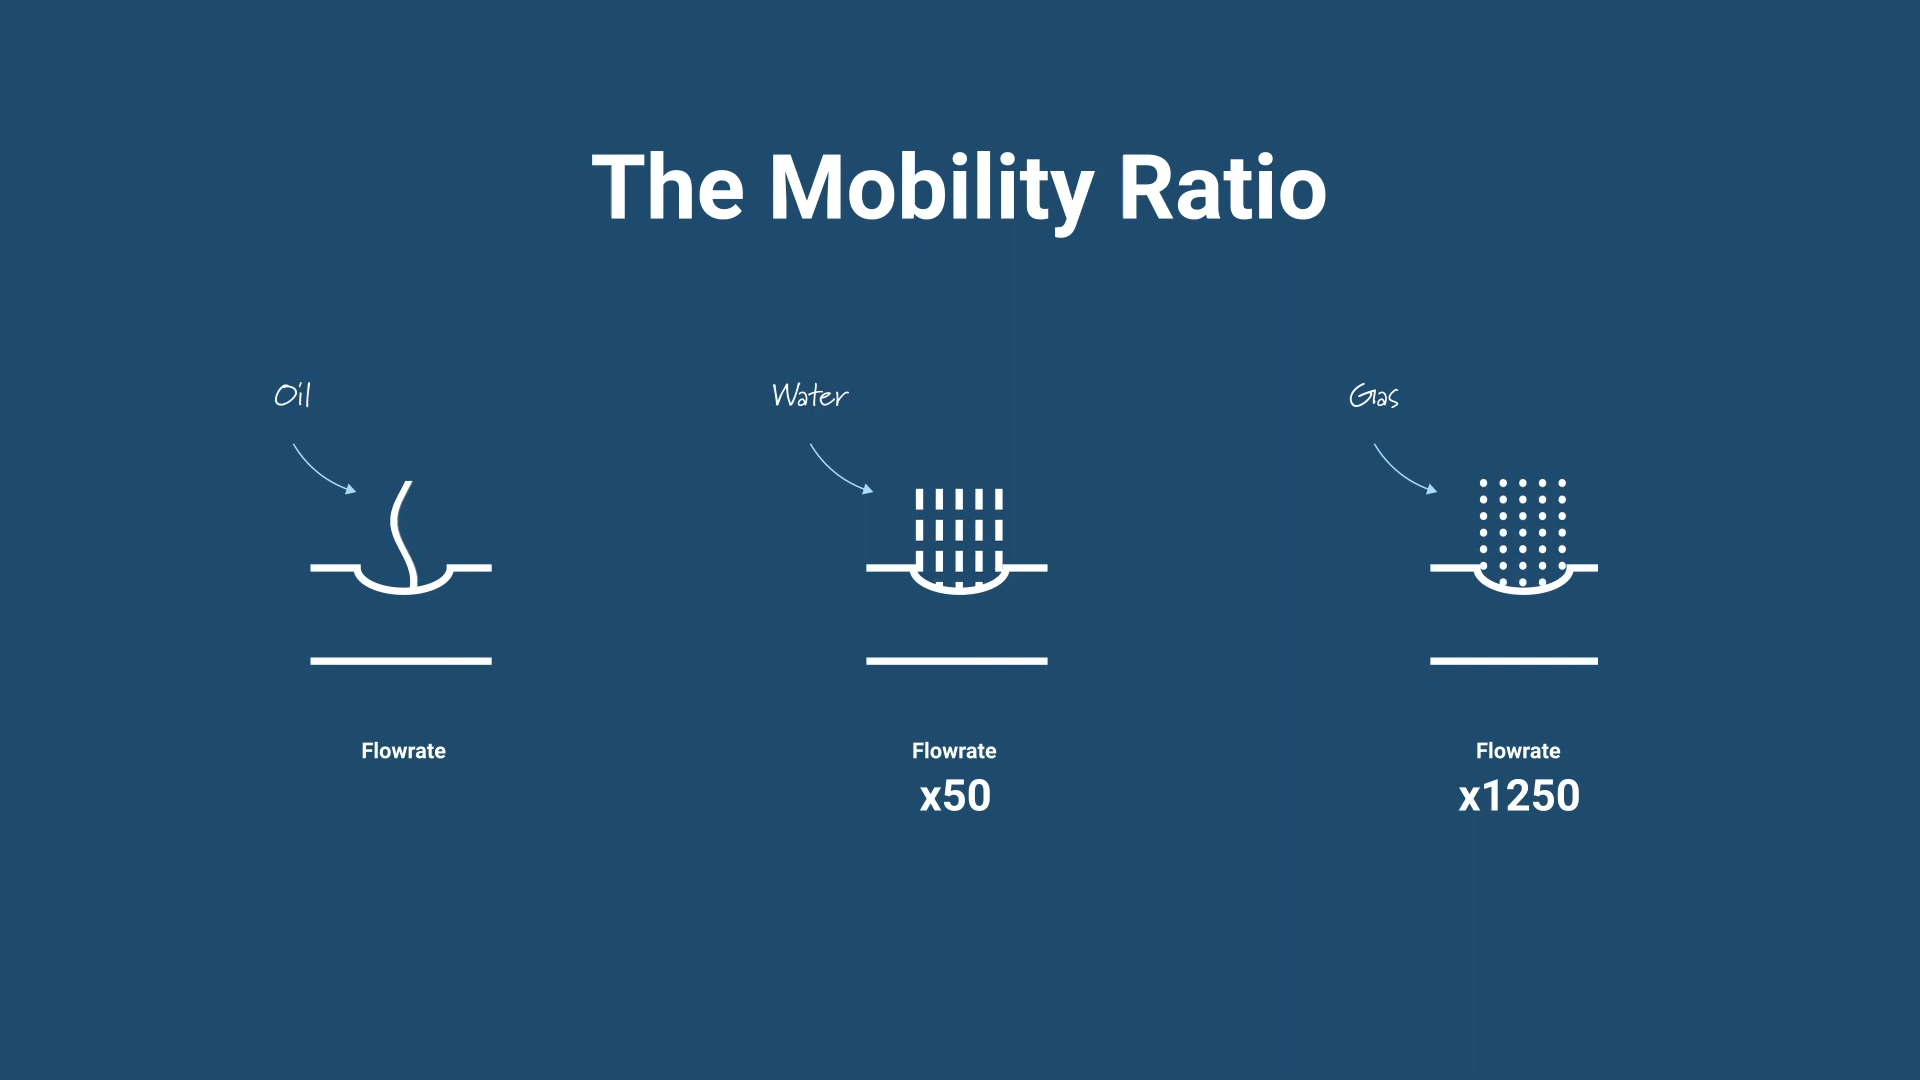 The Mobility Ratio
Oil
Water
Gas
Flowrate
Flowrate
x50
Flowrate
x1250